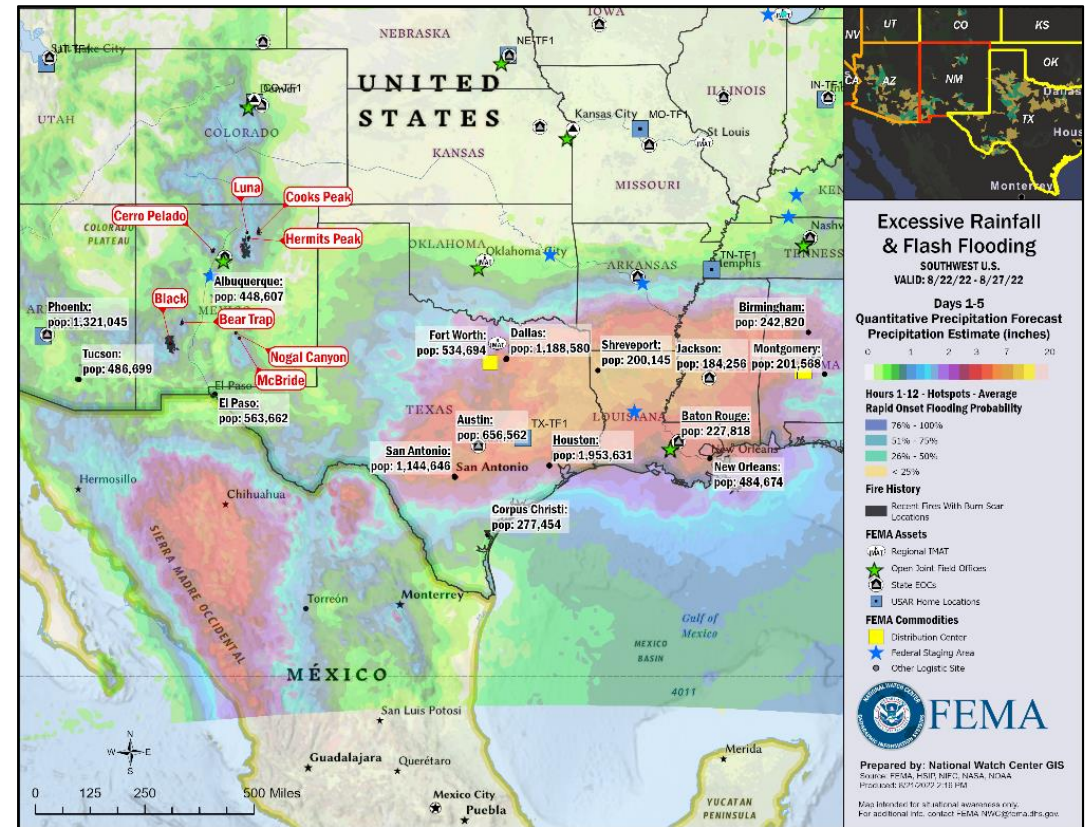 IOWA
NEBRASKA
NE-TF1
UNITED
STATES
UTAH
COLORADO
KANSAS
Kansas City
MO-TF1
ILLINOIS
St Louis
MISSOURI
IN-TF1
KEN
Nashv
TENNESS
TN-TF1
OKLAHOMA
Oklahoma City
ARKANSAS
Luna
Cooks Peak
Cerro Pelado
Hermits Peak
COLORADO
PLATEAU
Albuquerque:
pop: 448,607
Black
Bear Trap
Nogal Canyon
McBride
Phoenix:
pop: 1,321,045
Tucson:
pop: 486,699
El Paso
El Paso:
pop: 563,662
Fort Worth:
pop: 534,694
Dallas:
pop: 1,188,580
Shreveport:
pop: 200,145
Jackson:
pop: 184,256
Birmingham:
pop: 242,820
Montgomery:
pop: 201,568
TEXAS
LOUISIANA
Austin:
pop: 656,562
TX-TF1
San Antonio:
pop: 1,144,646
San Antonio
Houston:
pop: 1,953,631
Baton Rouge:
pop: 227,818
New Orleans
New Orleans:
pop: 484,674
Corpus Christi:
pop: 277,454
Hermosillo
Chihuahua
SIERRA MADRE OCCIDENTAL
Torreón
Monterrey
MÉXICO
Gulf of
Mexico
MEXICO
BASIN
4011
San Luis Potosi
Guadalajara
Querétaro
Mexico City
Puebla
Merida
YUCATAN
PENINSULA
N
W E
S
0 125 250 500 Miles
NV
UT
CO
KS
CA
AZ
NM
OK
TX
Dallas
Hous
Monterrey
Excessive Rainfall
& Flash Flooding
SOUTHWEST U.S.
VALID: 8/22/22 - 8/27/22
Days 1-5
Quantitative Precipitation Forecast
Precipitation Estimate (inches)
0 1 3 7 20
Hours 1-12 - Hotspots - Average
Rapid Onset Flooding Probability
76% - 100%
51% - 75%
26% - 50%
< 25%
Fire History
Recent Fires With Burn Scar
Locations
FEMA Assets
Regional IMAT
Open Joint Field Offices
State EOCs
USAR Home Locations
FEMA Commodities
Distribution Center
Federal Staging Area
Other Logistic Site
FEMA
Prepared by: National Watch Center GIS
Source: FEMA, HSIP, NIFC, NASA, NOAA
Produced: 8/21/2022 2:16 PM
Map intended for situational awareness only.
For additional info. contact FEMA-NWC@fema.dhs.gov